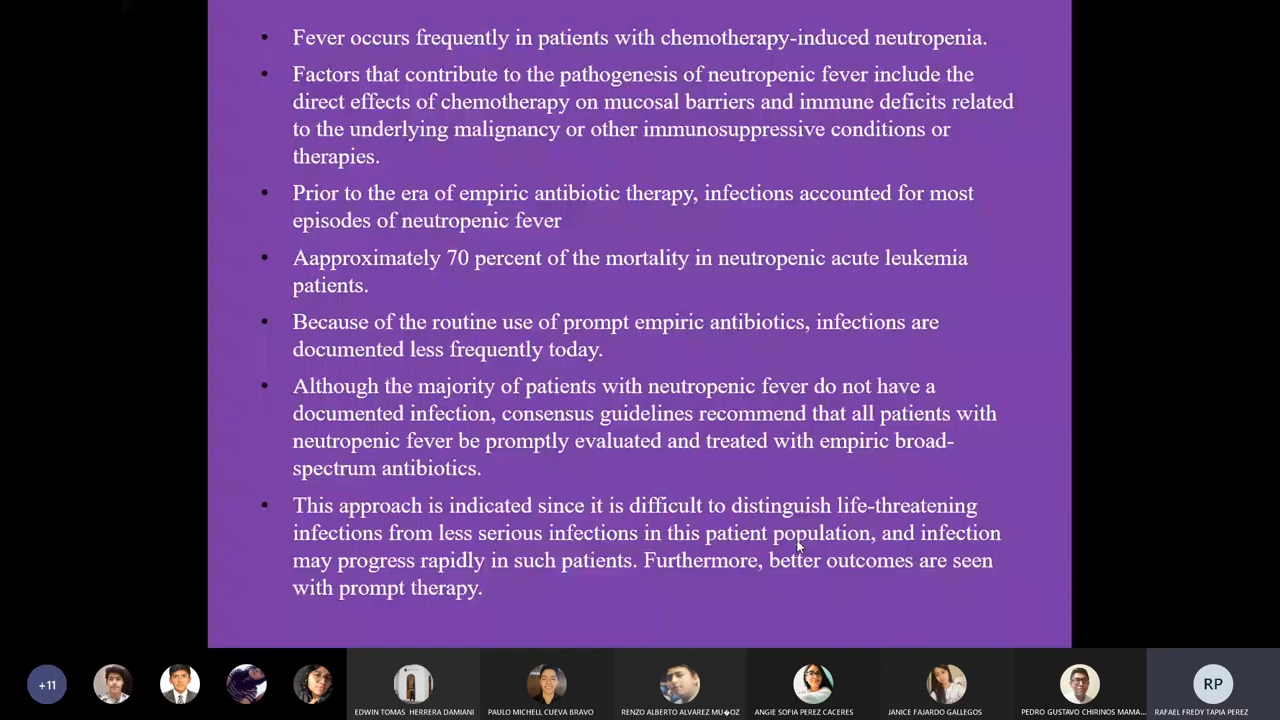 • Fever occurs frequently in patients with chemotherapy-induced neutropenia.
• Factors that contribute to the pathogenesis of neutropenic fever include the
direct effects of chemotherapy on mucosal barriers and immune deficits related
to the underlying malignancy or other immunosuppressive conditions or
therapies.
• Prior to the era of empiric antibiotic therapy, infections accounted for most
episodes of neutropenic fever
• Aapproximately 70 percent of the mortality in neutropenic acute leukemia
patients.
• Because of the routine use of prompt empiric antibiotics, infections are
documented less frequently today.
• Although the majority of patients with neutropenic fever do not have a
documented infection, consensus guidelines recommend that all patients with
neutropenic fever be promptly evaluated and treated with empiric broad-
spectrum antibiotics.
• This approach is indicated since it is difficult to distinguish life-threatening
infections from less serious infections in this patient population, and infection
may progress rapidly in such patients. Furthermore, better outcomes are seen
with prompt therapy.
+11
RP
EDWIN TOMAS HERRERA DAMIANI
PAULO MICHELL CUEVA BRAVO
RENZO ALBERTO ALVAREZ MU�OZ
ANGIE SOFIA PEREZ CACERES
JANICE FAJARDO GALLEGOS
PEDRO GUSTAVO CHIRINOS MAMA...
RAFAEL FREDY TAPIA PEREZ